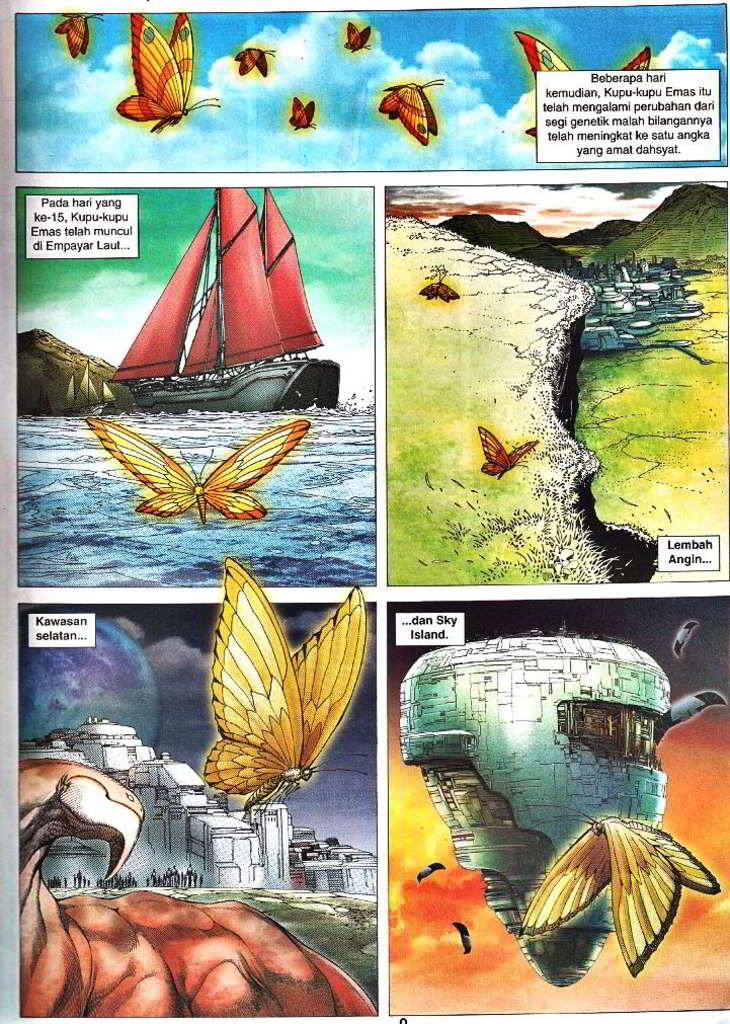 Beberapa hari
kemudian, Kupu-kupu Emas itu
telah mengalami perubahan dari
segi genetik malah bilangannya
telah meningkat ke satu angka
yang amat dahsyat.
Pada hari yang
ke-15, Kupu-kupu
Emas telah muncul
di Empayar Laut...
Lembah
Angin...
Kawasan
selatan...
...dan Sky
Island.